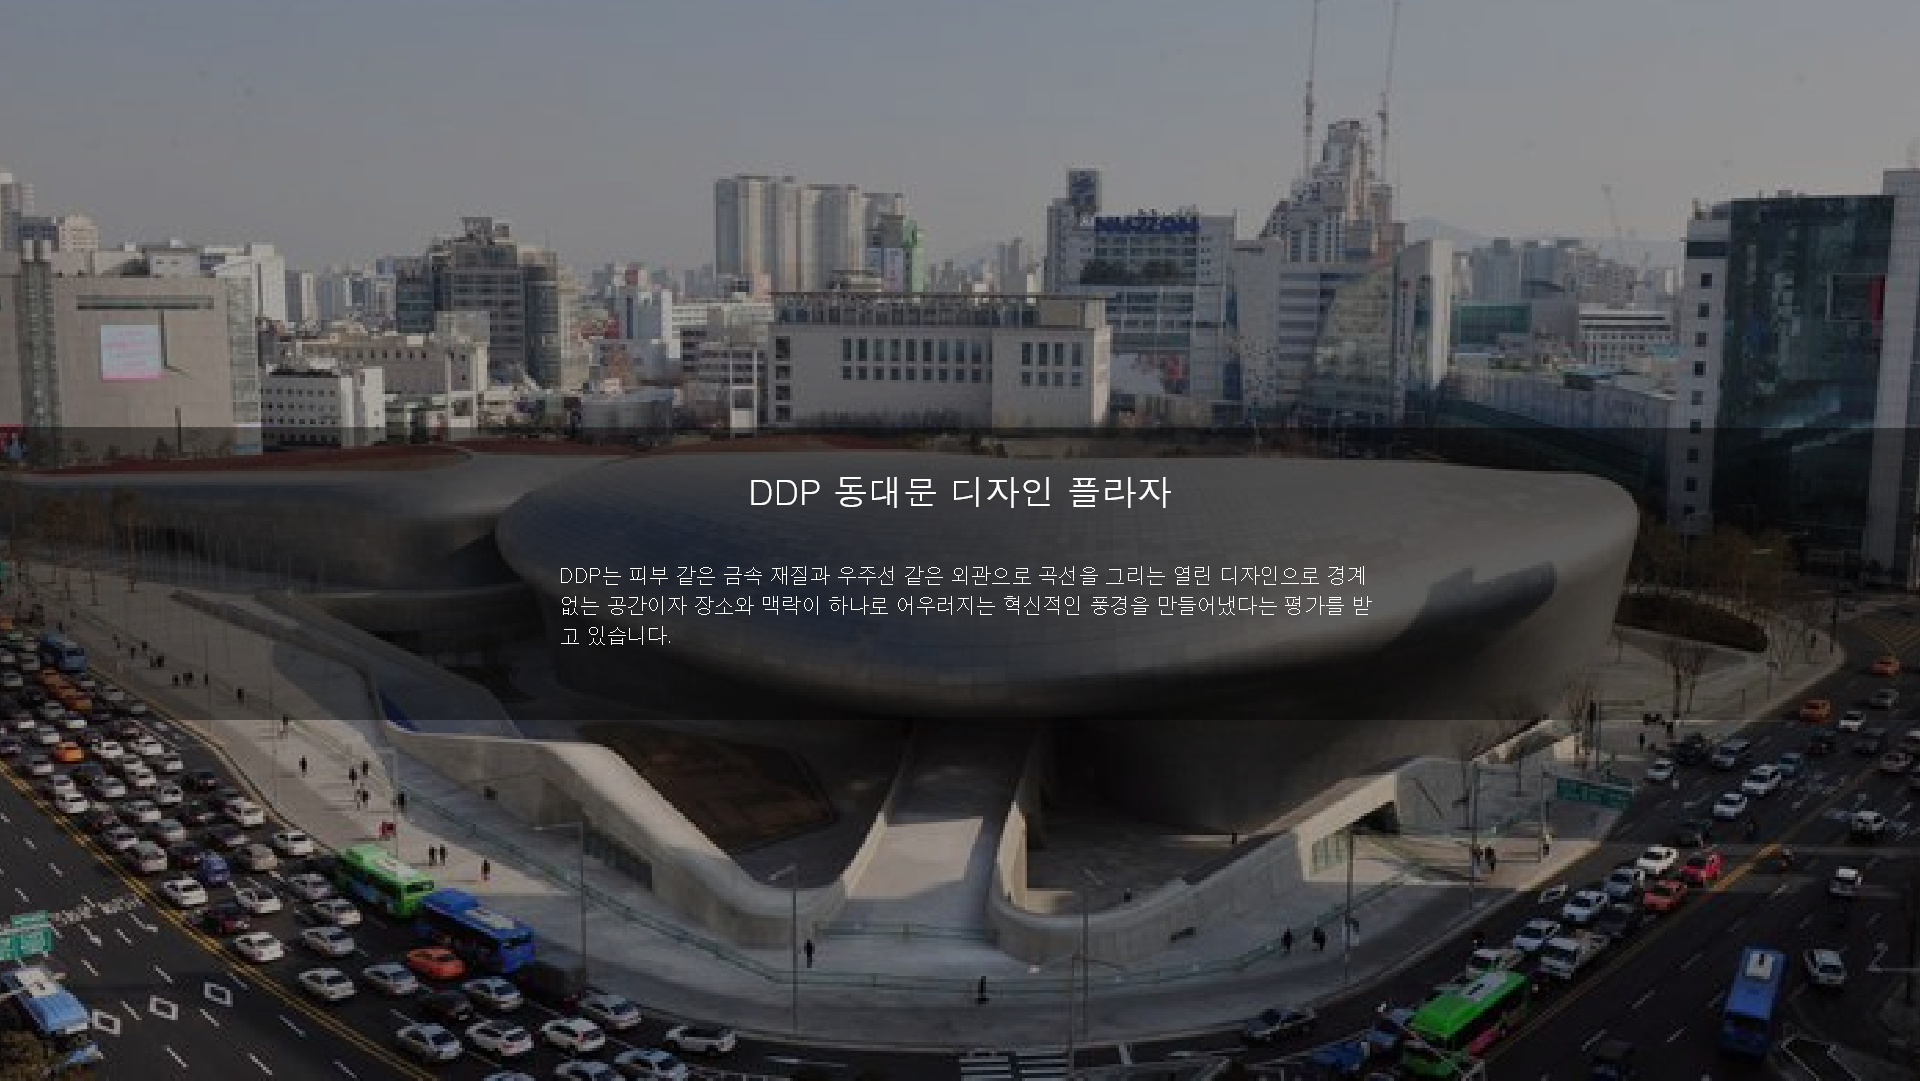 NUZZON
DDP 동대문 디자인 플라자
DDP는 피부 같은 금속 재질과 우주선 같은 외관으로 곡선을 그리는 열린 디자인으로 경계
없는 공간이자 장소와 맥락이 하나로 어우러지는 혁신적인 풍경을 만들어냈다는 평가를 받
고 있습니다.